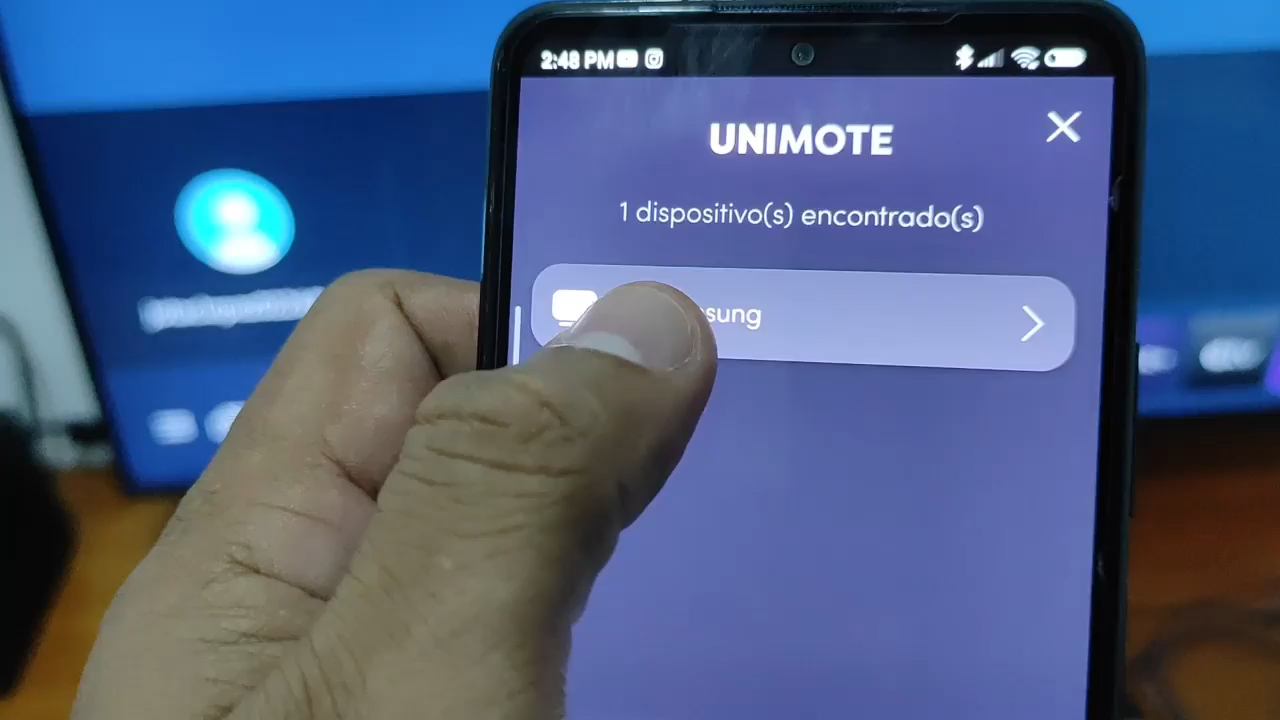 2:48 PM
UNIMOTE
1 dispositivo(s) encontrado(s)
sung